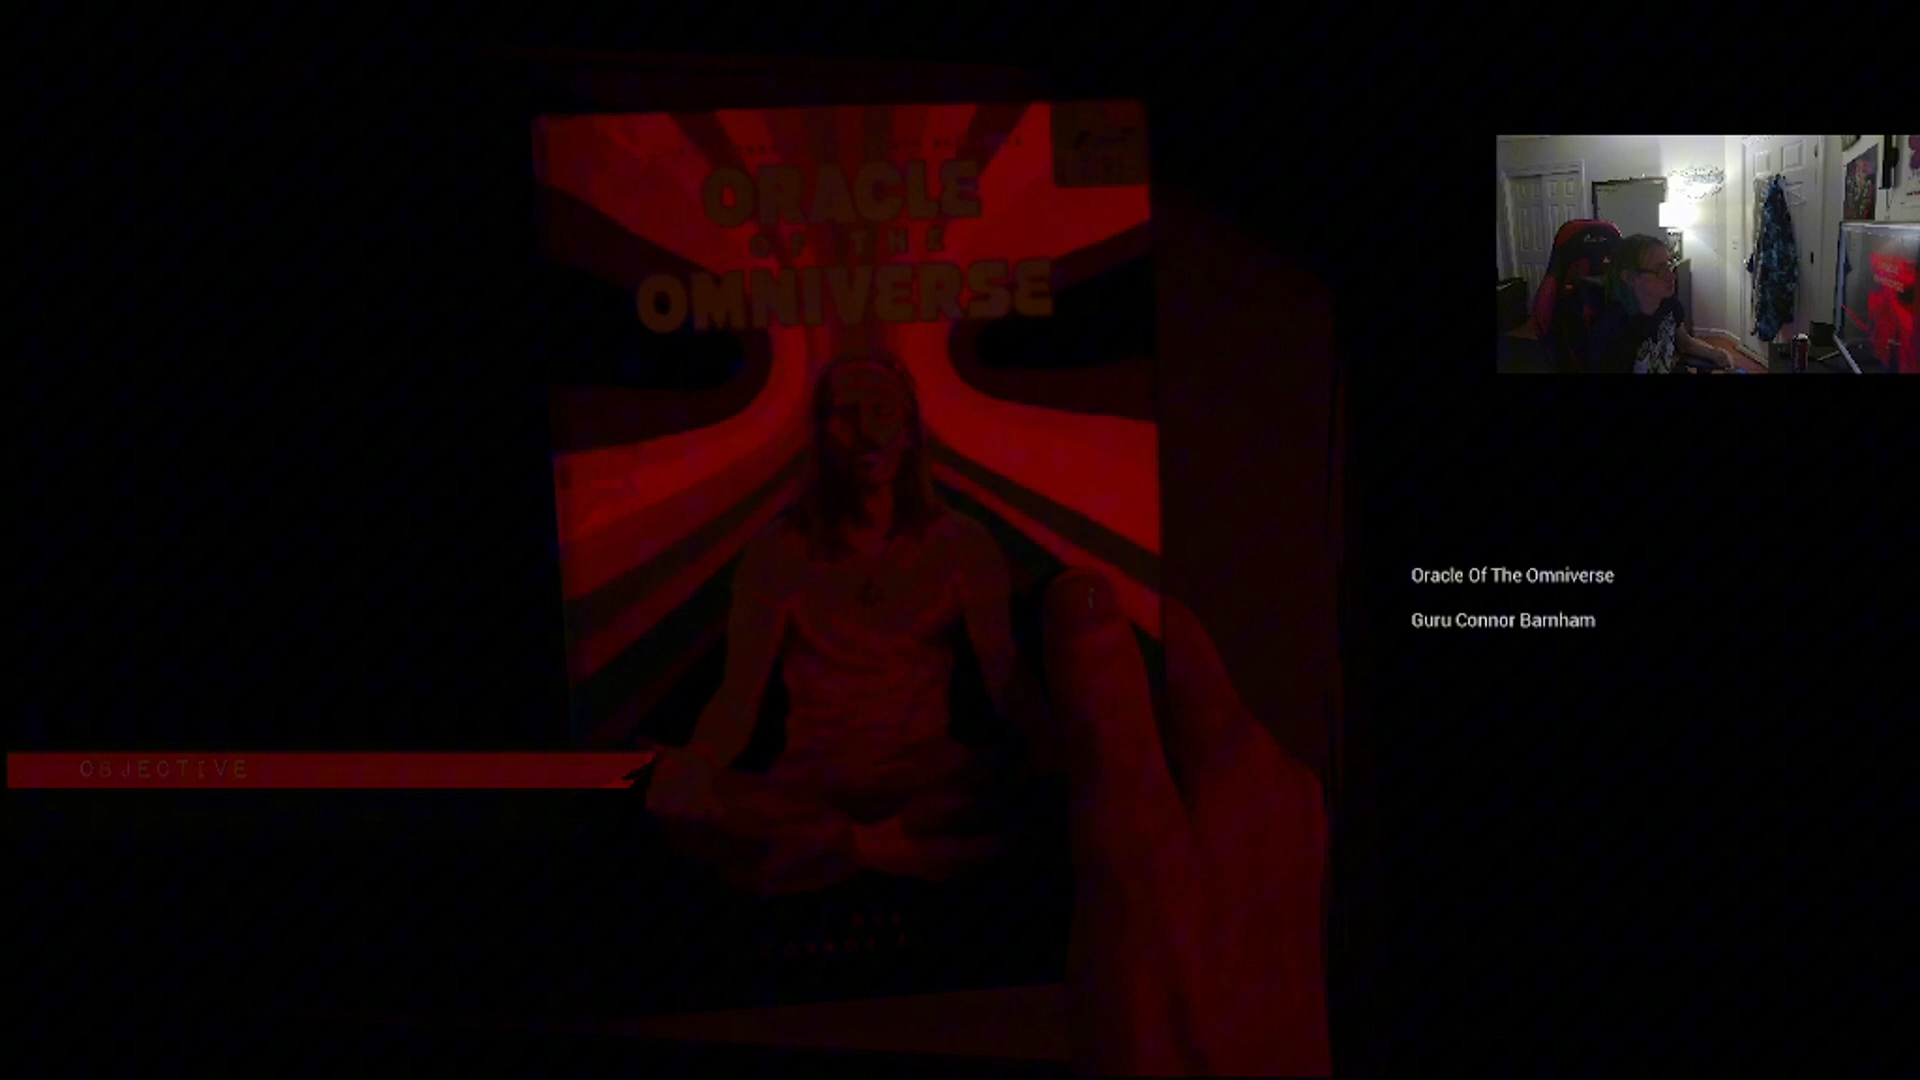 ORACLE
OF THE
OMNIVERSE
OBJECTIVE
Oracle Of The Omniverse
Guru Connor Barnham